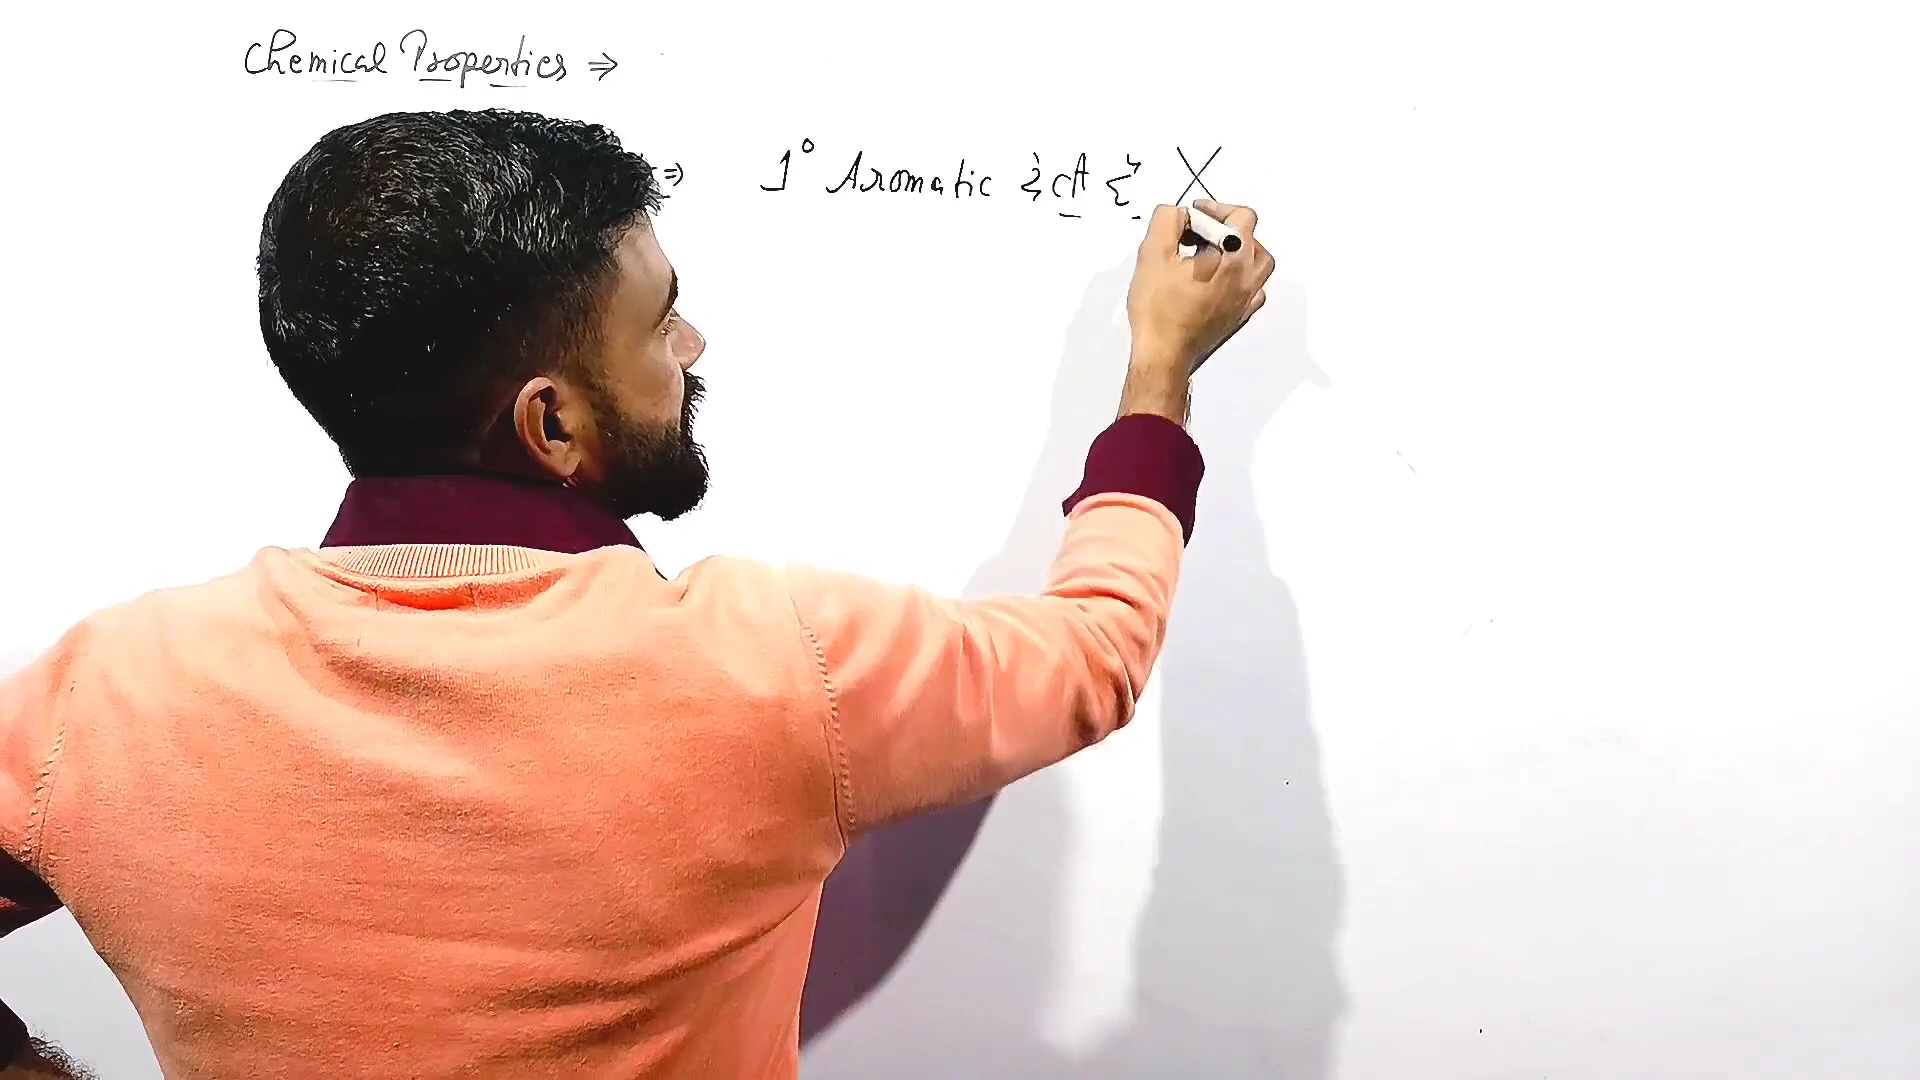 Chemical Properties ⇒
⇒ 1° Aromatic X